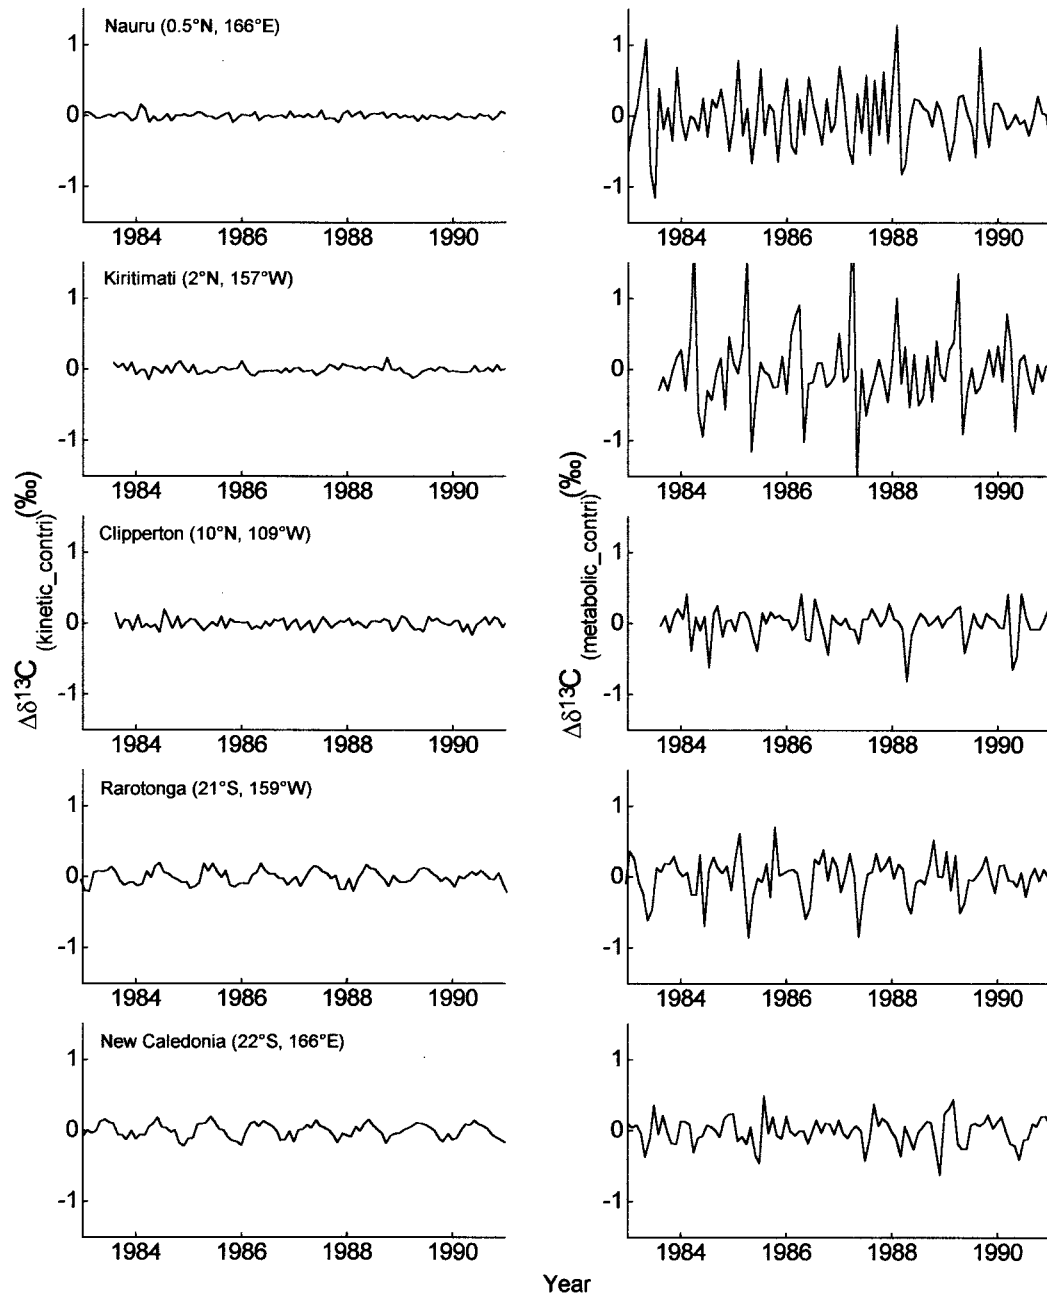 Nauru (0.5°N, 166°E)
1
0
-1
1984 1986 1988 1990
1
0
-1
1984 1986 1988 1990
Kiritimati (2°N, 157°W)
1
0
-1
1984 1986 1988 1990
1
0
-1
1984 1986 1988 1990
Clipperton (10°N, 109°W)
1
0
-1
1984 1986 1988 1990
1
0
-1
1984 1986 1988 1990
Rarotonga (21°S, 159°W)
1
0
-1
1984 1986 1988 1990
1
0
-1
1984 1986 1988 1990
New Caledonia (22°S, 166°E)
1
0
-1
1984 1986 1988 1990
1
0
-1
1984 1986 1988 1990
Δδ13C (kinetic_contri) (‰)
Δδ13C (metabolic_contri) (‰)
Year